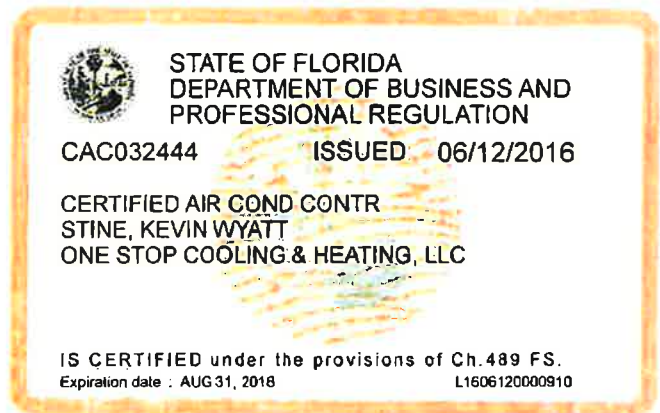 STATE OF FLORIDA
DEPARTMENT OF BUSINESS AND
PROFESSIONAL REGULATION
CAC032444 ISSUED: 06/12/2016
CERTIFIED AIR COND CONTR
STINE, KEVIN WYATT
ONE STOP COOLING & HEATING, LLC
IS CERTIFIED under the provisions of Ch.489 FS.
Expiration date : AUG 31, 2018 L1606120000910